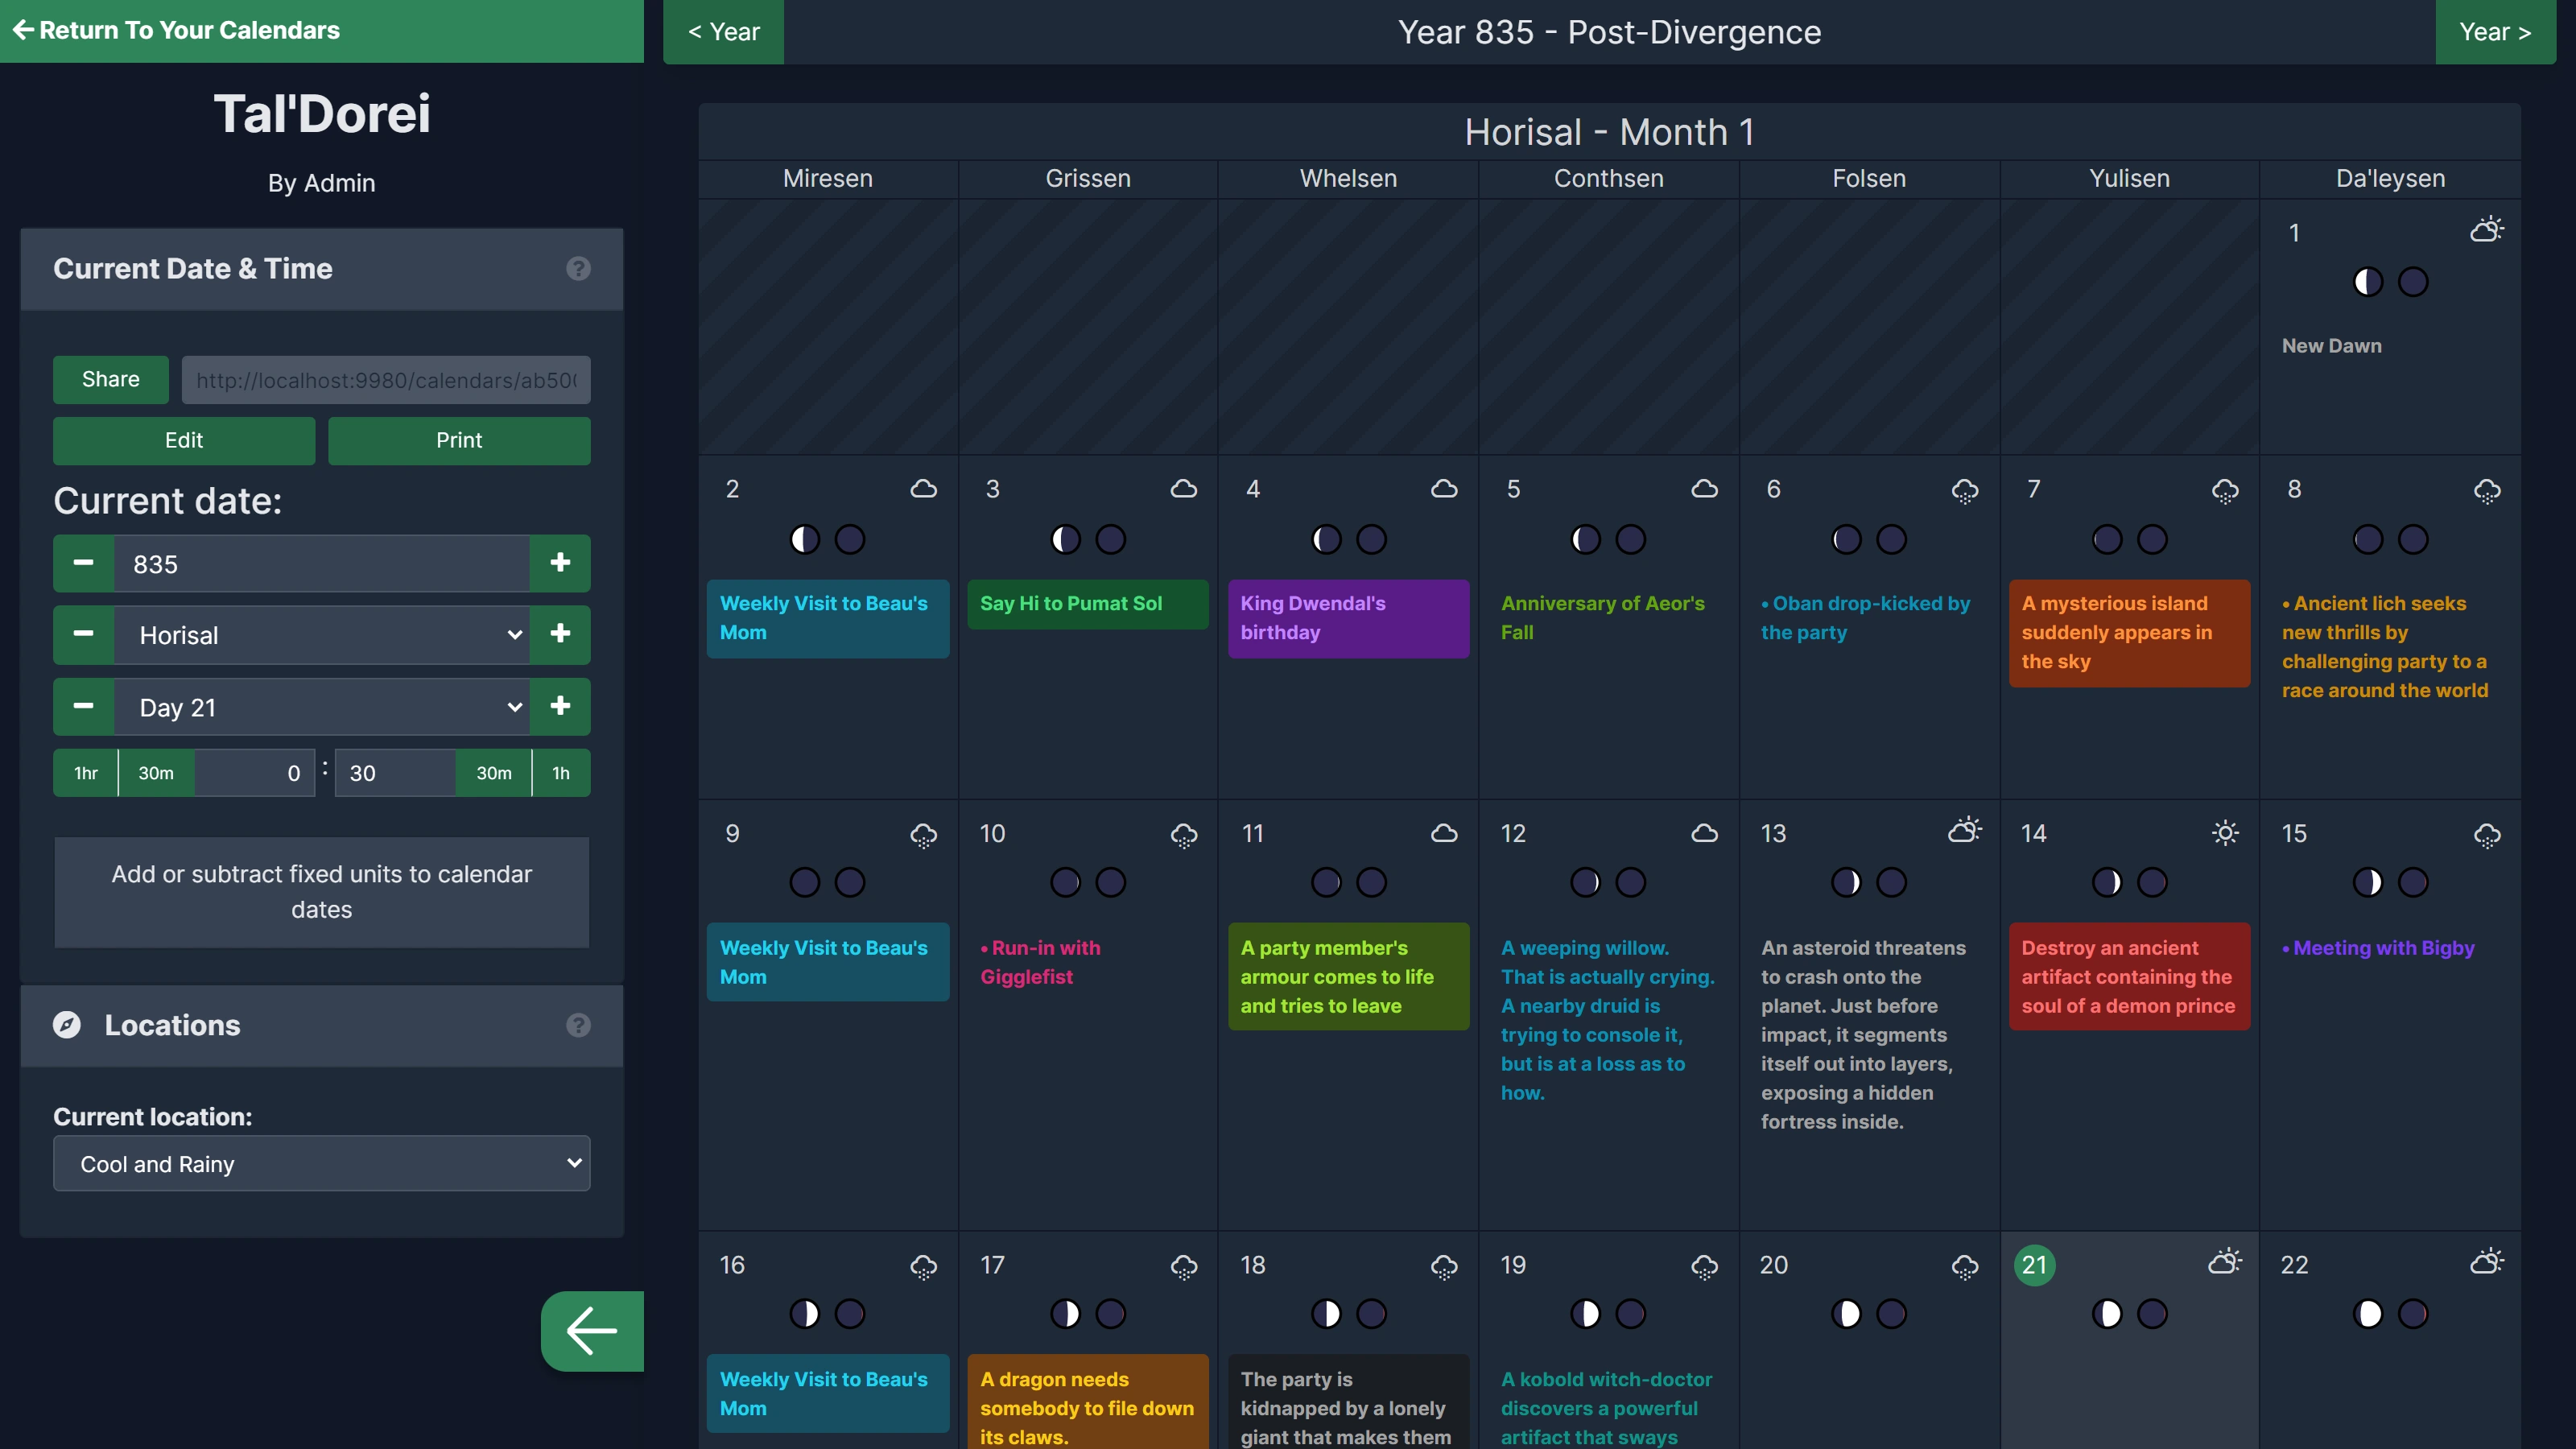 Return To Your Calendars
Tal'Dorei
By Admin
Current Date & Time
?
Share
http://localhost:9980/calendars/ab50
Edit
Print
Current date:
835
Horisal
Day 21
1hr
30m
0
:
30
30m
1h
Add or subtract fixed units to calendar
dates
Locations
?
Current location:
Cool and Rainy
< Year
Year 835 - Post-Divergence
Year >
Horisal - Month 1
Miresen
Grissen
Whelsen
Conthsen
Folsen
Yulisen
Da'leysen
1
New Dawn
2
Weekly Visit to Beau's
Mom
3
Say Hi to Pumat Sol
4
King Dwendal's
birthday
5
Anniversary of Aeor's
Fall
6
• Oban drop-kicked by
the party
7
A mysterious island
suddenly appears in
the sky
8
• Ancient lich seeks
new thrills by
challenging party to a
race around the world
9
Weekly Visit to Beau's
Mom
10
• Run-in with
Gigglefist
11
A party member's
armour comes to life
and tries to leave
12
A weeping willow.
That is actually crying.
A nearby druid is
trying to console it,
but is at a loss as to
how.
13
An asteroid threatens
to crash onto the
planet. Just before
impact, it segments
itself out into layers,
exposing a hidden
fortress inside.
14
Destroy an ancient
artifact containing the
soul of a demon prince
15
• Meeting with Bigby
16
Weekly Visit to Beau's
Mom
17
A dragon needs
somebody to file down
its claws.
18
The party is
kidnapped by a lonely
giant that makes them
19
A kobold witch-doctor
discovers a powerful
artifact that sways
20
21
22